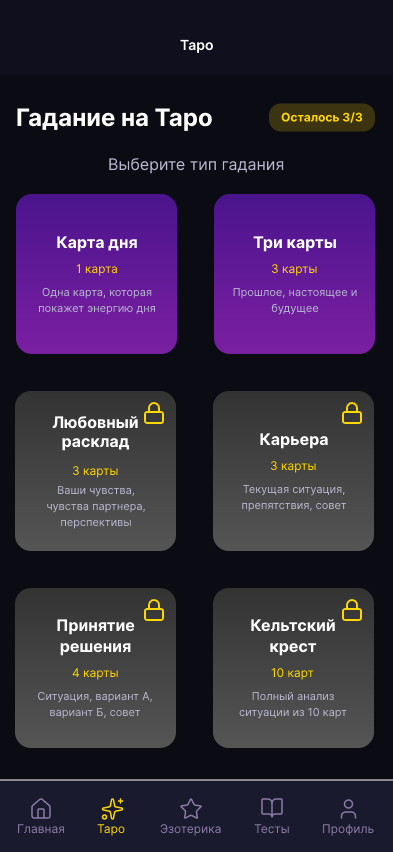 Таро
Гадание на Таро
Осталось 3/3
Выберите тип гадания
Карта дня
1 карта
Одна карта, которая
покажет энергию дня
Три карты
3 карты
Прошлое, настоящее и
будущее
Любовный
расклад
3 карты
Ваши чувства,
чувства партнера,
перспективы
Карьера
3 карты
Текущая ситуация,
препятствия, совет
Принятие
решения
4 карты
Ситуация, вариант А,
вариант Б, совет
Кельтский
крест
10 карт
Полный анализ
ситуации из 10 карт
Главная
Таро
Эзотерика
Тесты
Профиль